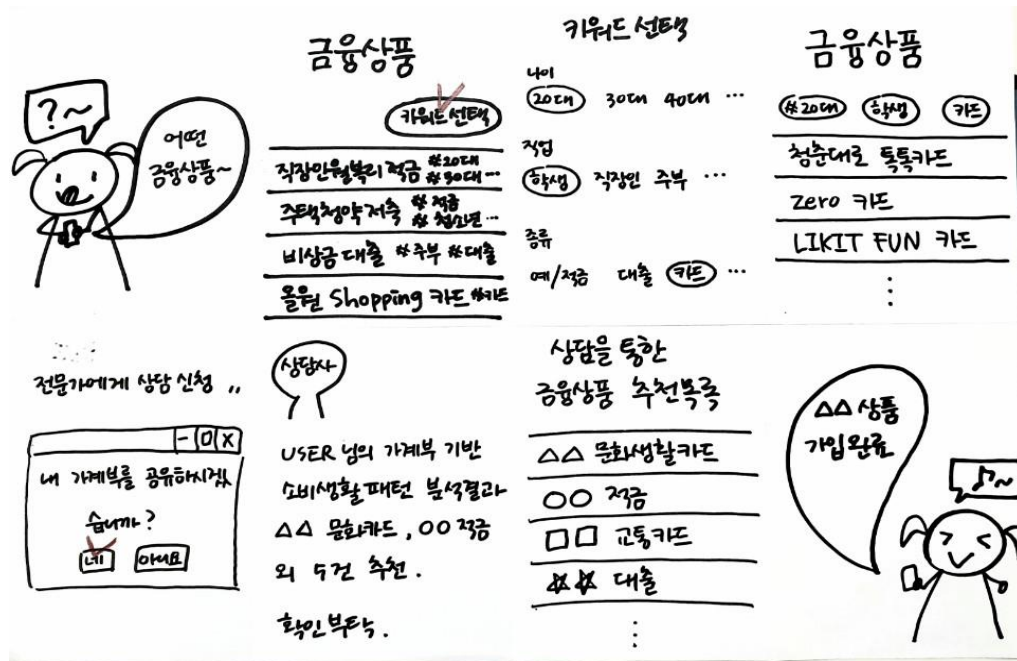 ?~
어떤
금융상품~
금융상품
키워드 선택
직장인월복리 적금 #20대 #30대...
주택청약저축 #적금 #청소년...
비상금대출 #주부 #대출
올원 Shopping 카드 #카드
키워드 선택
나이
20대 30대 40대 ...
직업
학생 직장인 주부 ...
종류
예/적금 대출 카드 ...
금융상품
#20대 학생 카드
청춘대로 톡톡카드
Zero 카드
LIKIT FUN 카드
전문가에게 상담 신청 ,,
- □ X
내 가계부를 공유하시겠
습니까?
네 아니요
상담사
USER 님의 가계부 기반
소비생활패턴 분석결과
△△ 문화카드, ○○ 적금
외 5건 추천.
확인부탁.
상담을 통한
금융상품 추천목록
△△ 문화생활카드
○○ 적금
□□ 교통카드
☆☆ 대출
△△ 상품
가입완료
♪~